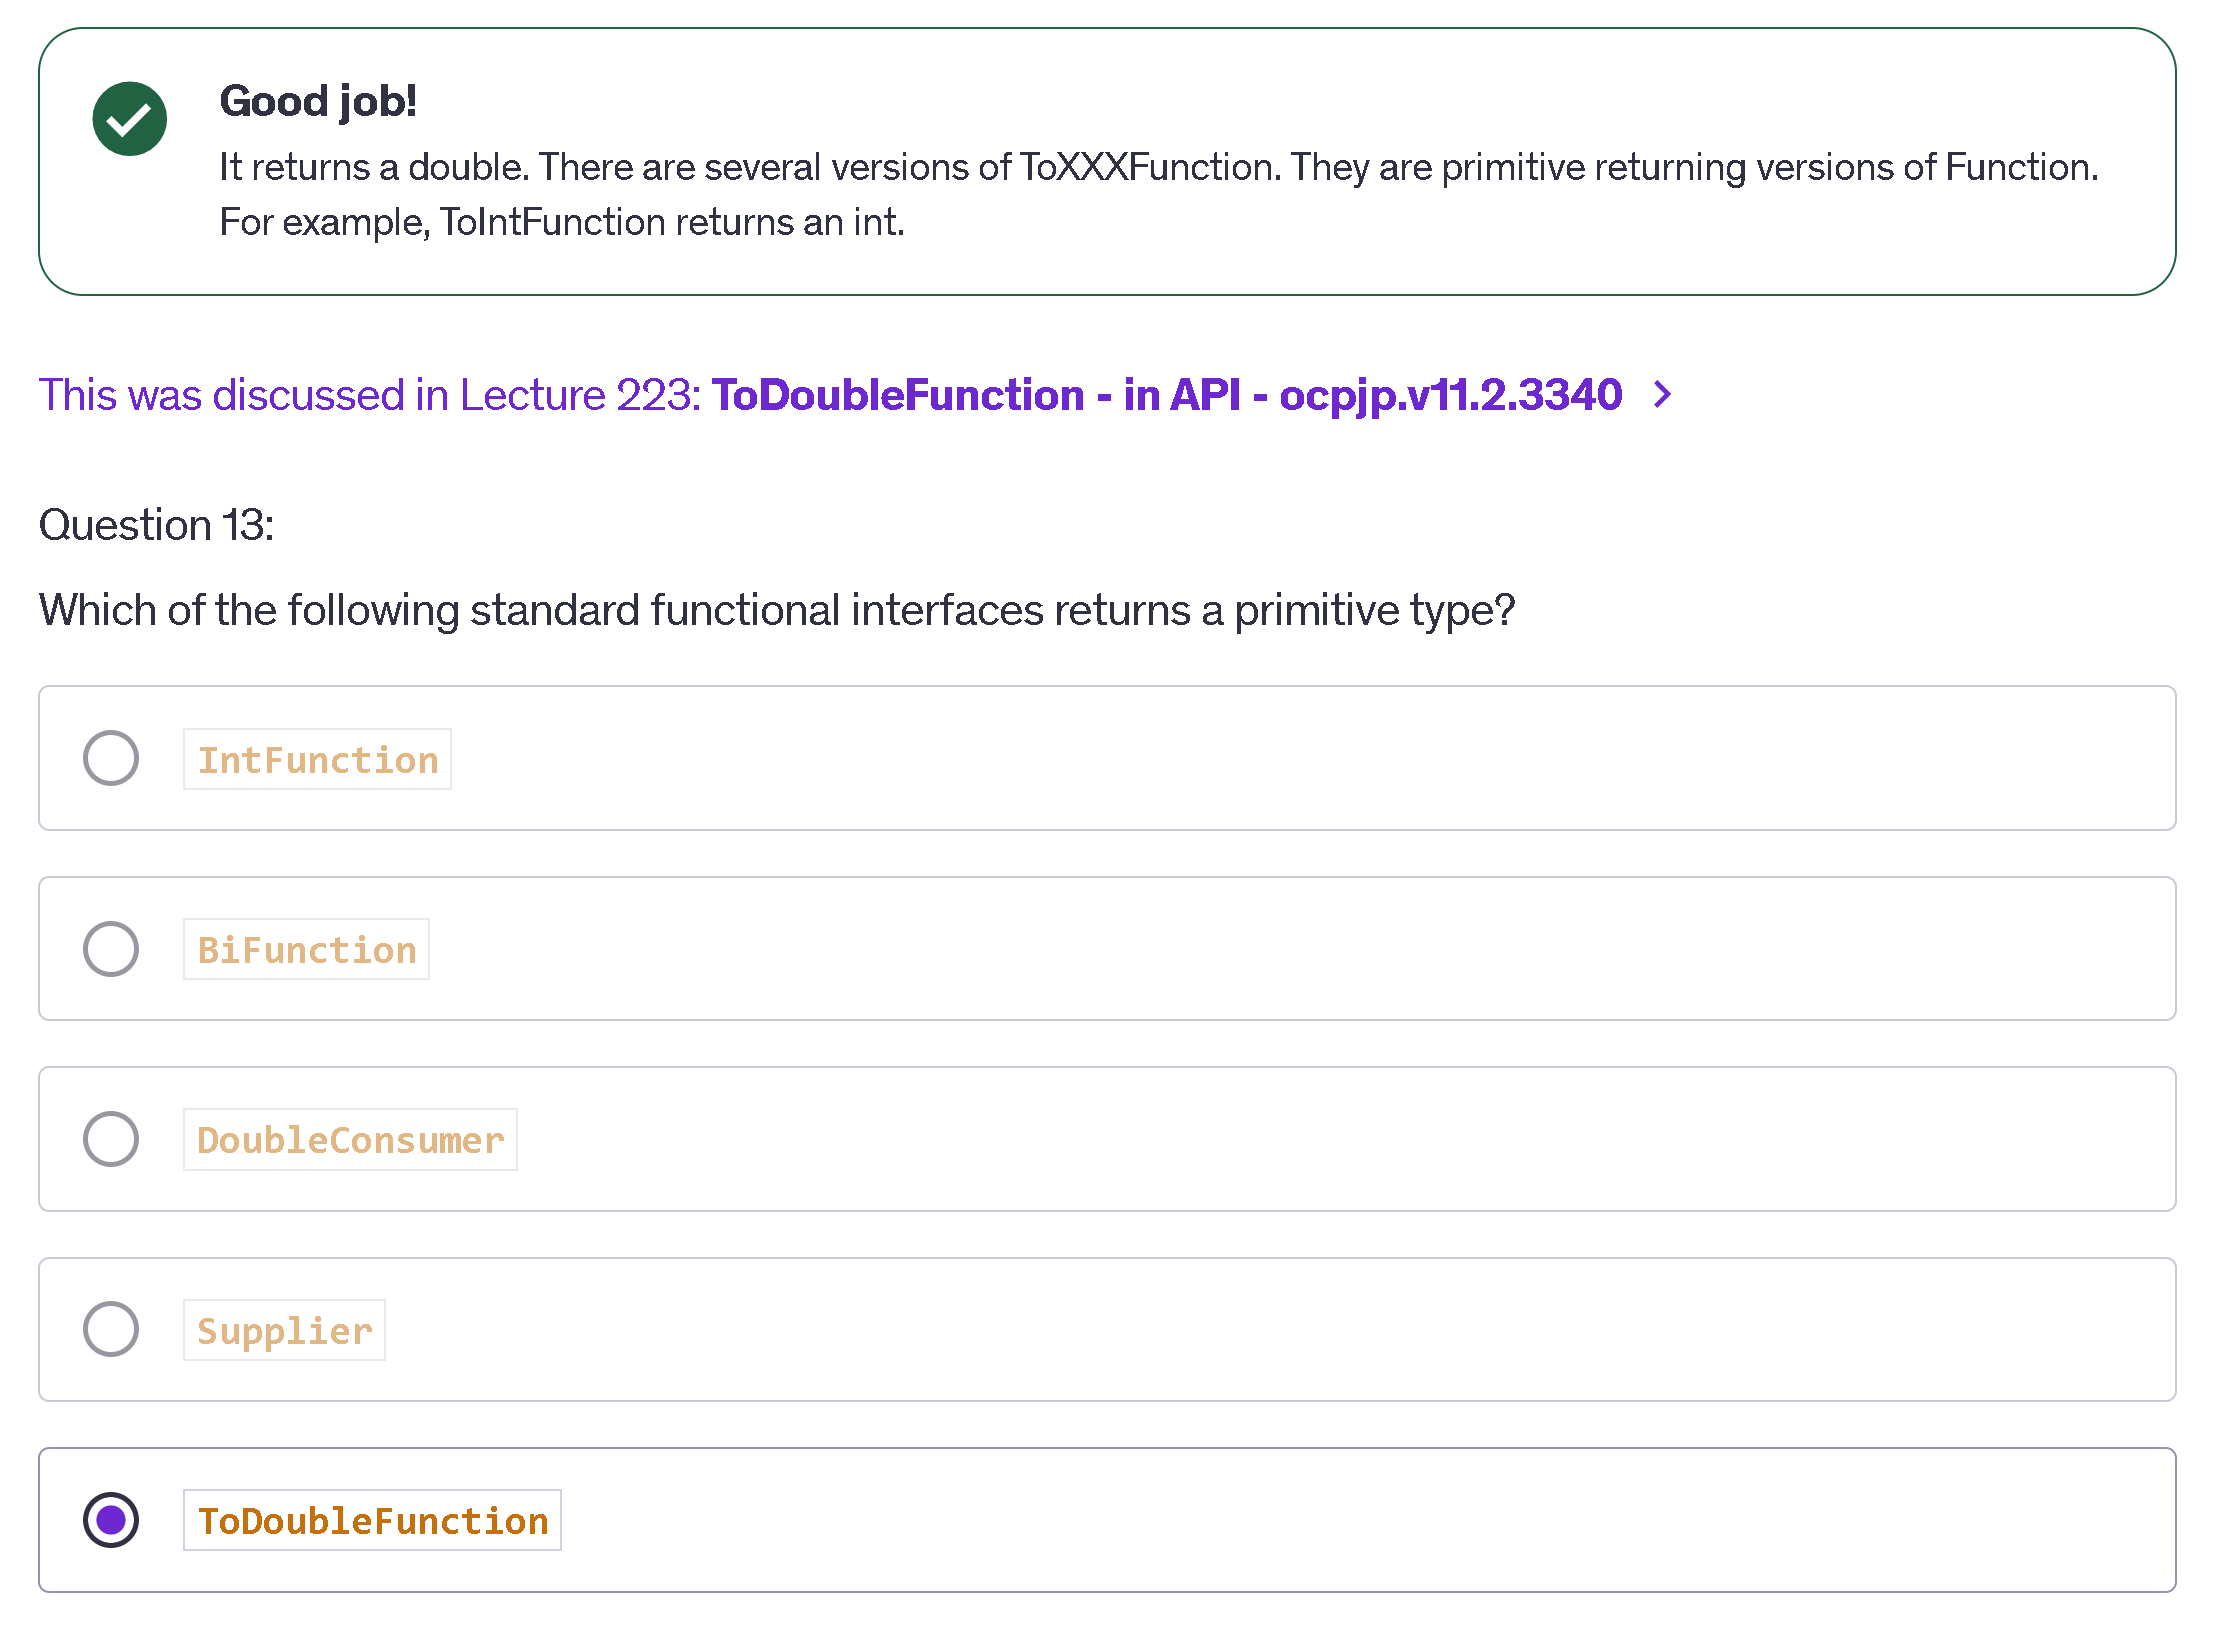 Good job!
It returns a double. There are several versions of ToXXXFunction. They are primitive returning versions of Function.
For example, ToIntFunction returns an int.
This was discussed in Lecture 223: ToDoubleFunction - in API - ocpjp.v11.2.3340
Question 13:
Which of the following standard functional interfaces returns a primitive type?
IntFunction
BiFunction
DoubleConsumer
Supplier
ToDoubleFunction